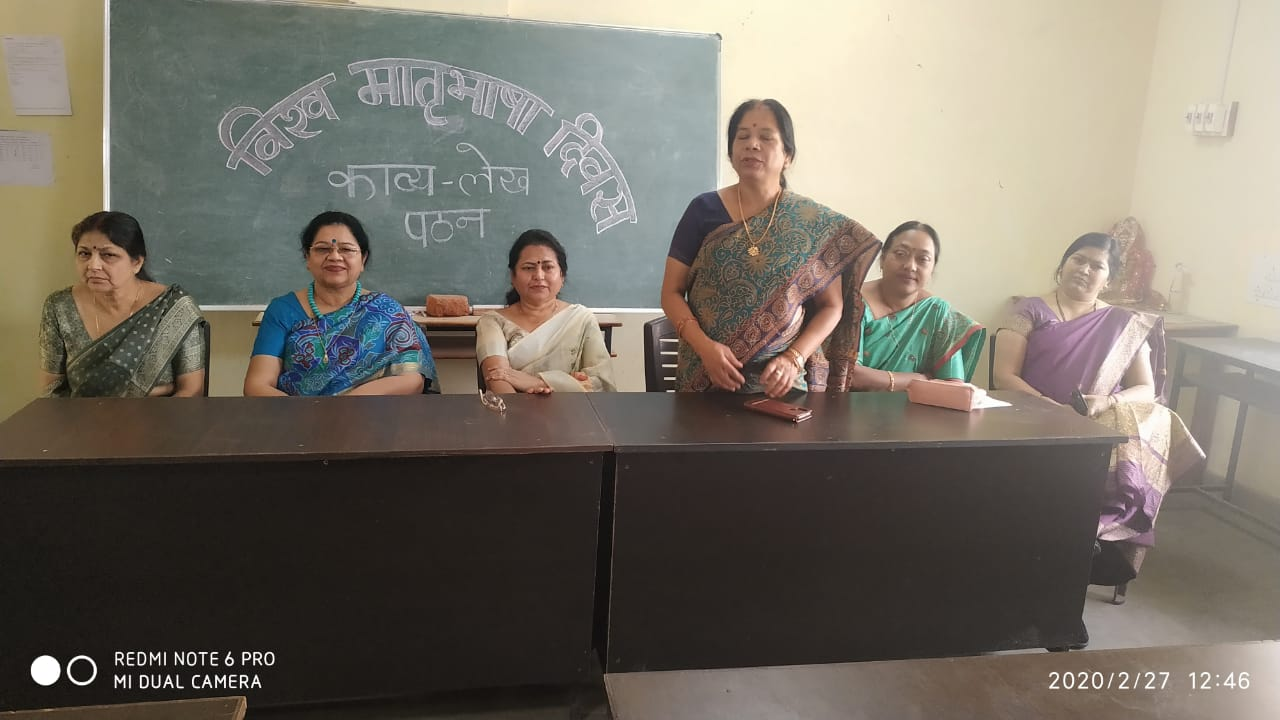 विश्व मातृभाषा दिवस
काव्य-लेख
पठन
REDMI NOTE 6 PRO
MI DUAL CAMERA
2020/2/27 12:46